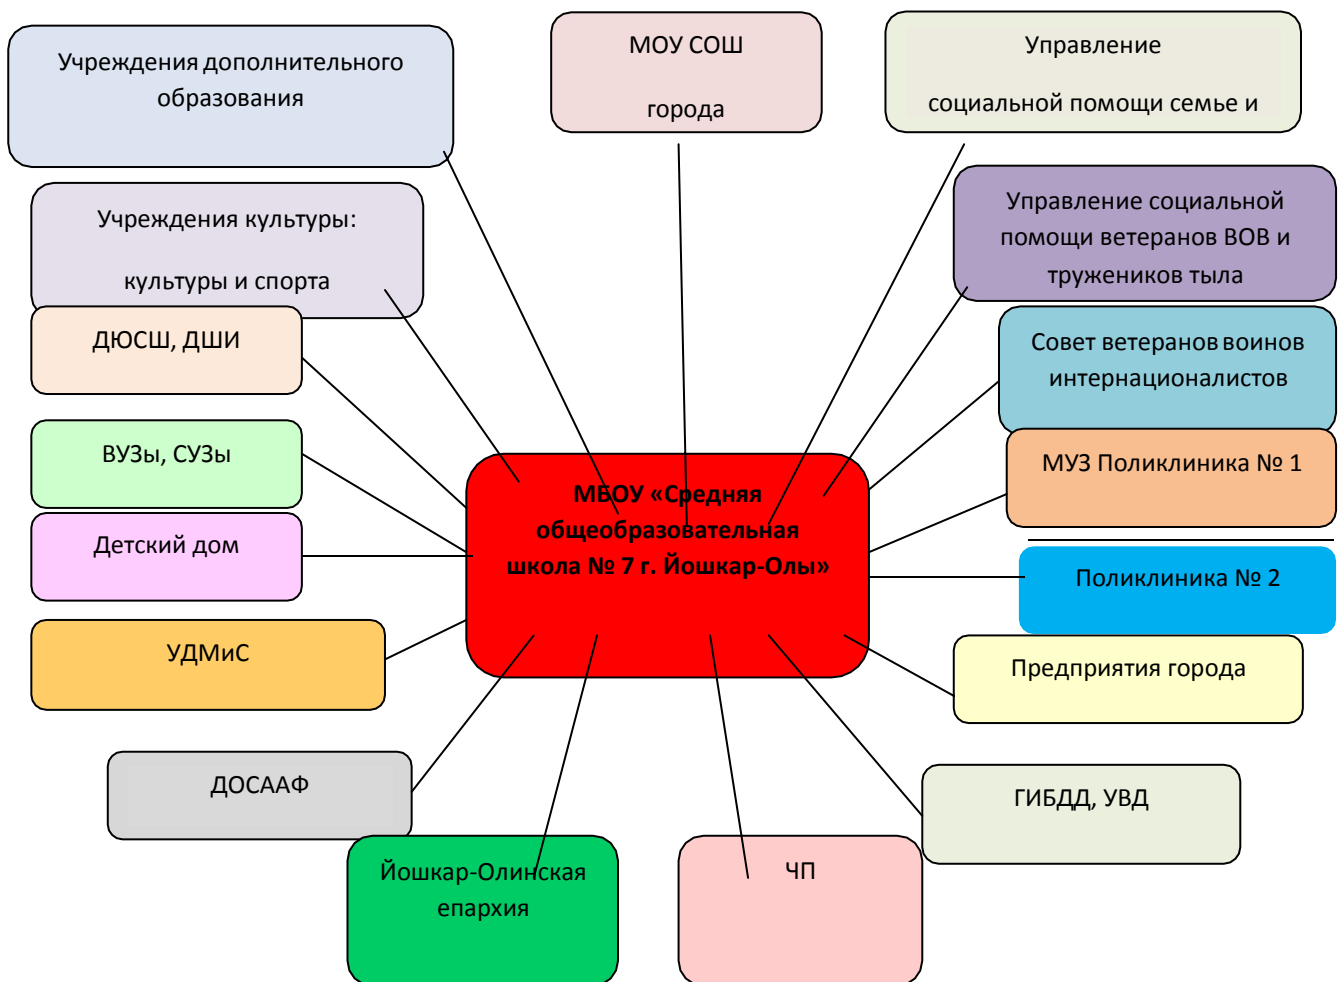 Учреждения дополнительного
образования
МОУ СОШ
города
Управление
социальной помощи семье и
Учреждения культуры:
культуры и спорта
Управление социальной
помощи ветеранов ВОВ и
тружеников тыла
ДЮСШ, ДШИ
Совет ветеранов воинов
интернационалистов
ВУЗы, СУЗы
МУЗ Поликлиника № 1
МБОУ «Средняя
общеобразовательная
школа № 7 г. Йошкар-Олы»
Детский дом
Поликлиника № 2
УДМиС
Предприятия города
ДОСААФ
ГИБДД, УВД
Йошкар-Олинская
епархия
ЧП